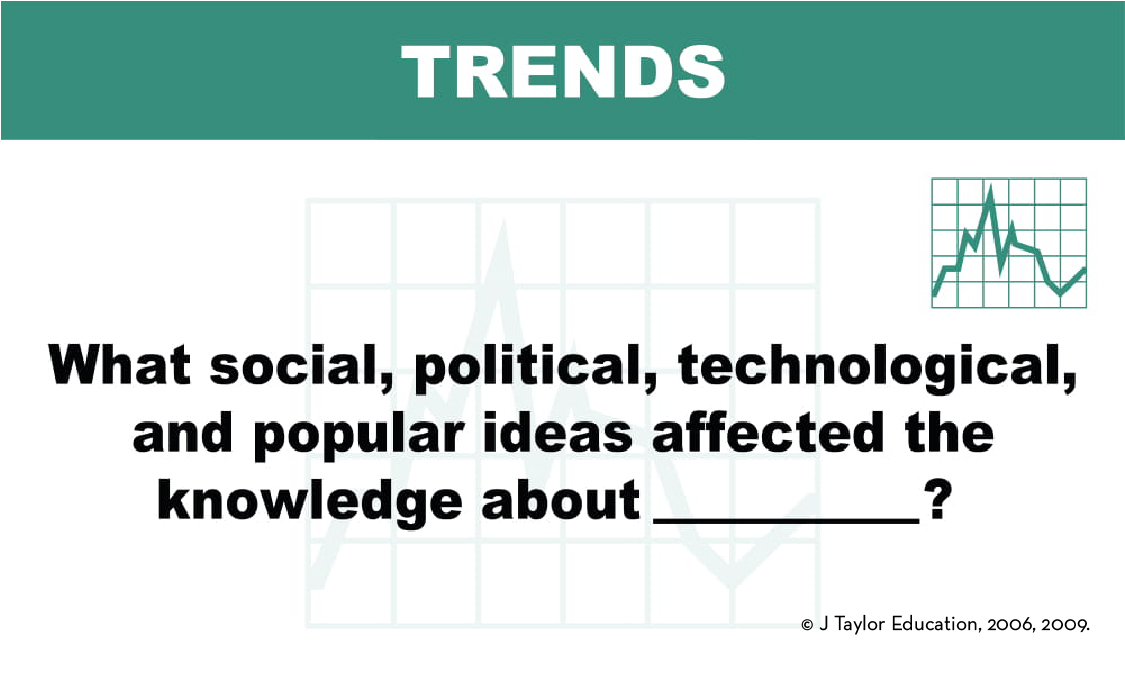 TRENDS
What social, political, technological,
and popular ideas affected the
knowledge about __________?
© J Taylor Education, 2006, 2009.